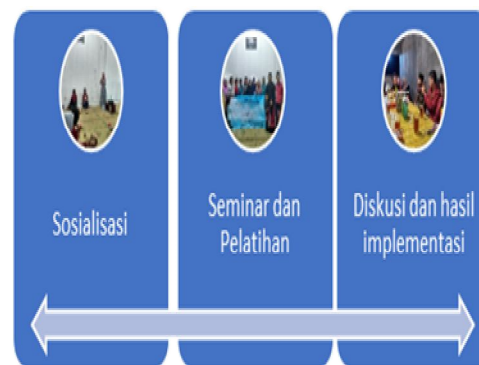 Sosialisasi
Seminar dan
Pelatihan
Diskusi dan hasil
implementasi